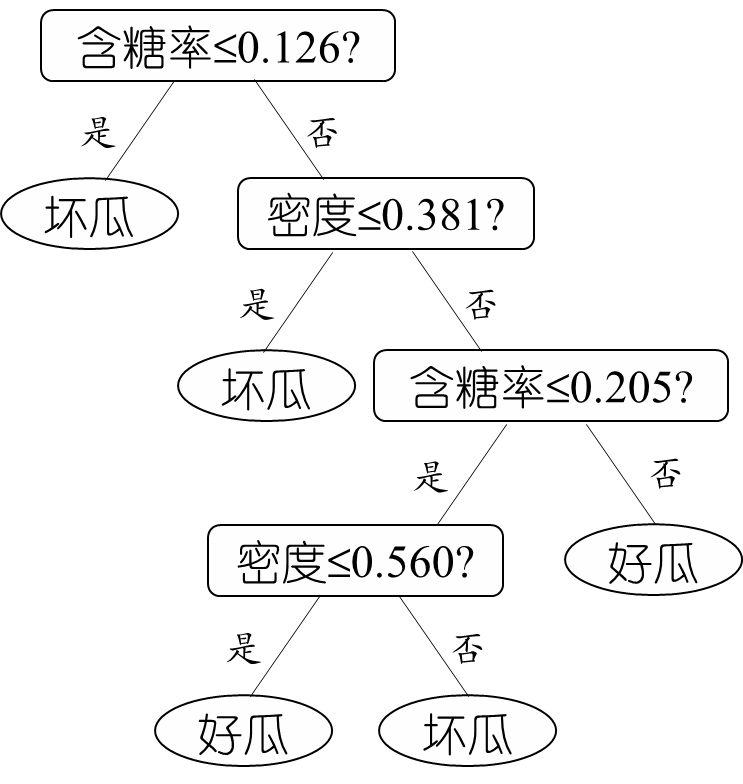 含糖率≤0.126?
是
否
坏瓜
密度≤0.381?
是
否
坏瓜
含糖率≤0.205?
是
否
密度≤0.560?
好瓜
是
否
好瓜
坏瓜